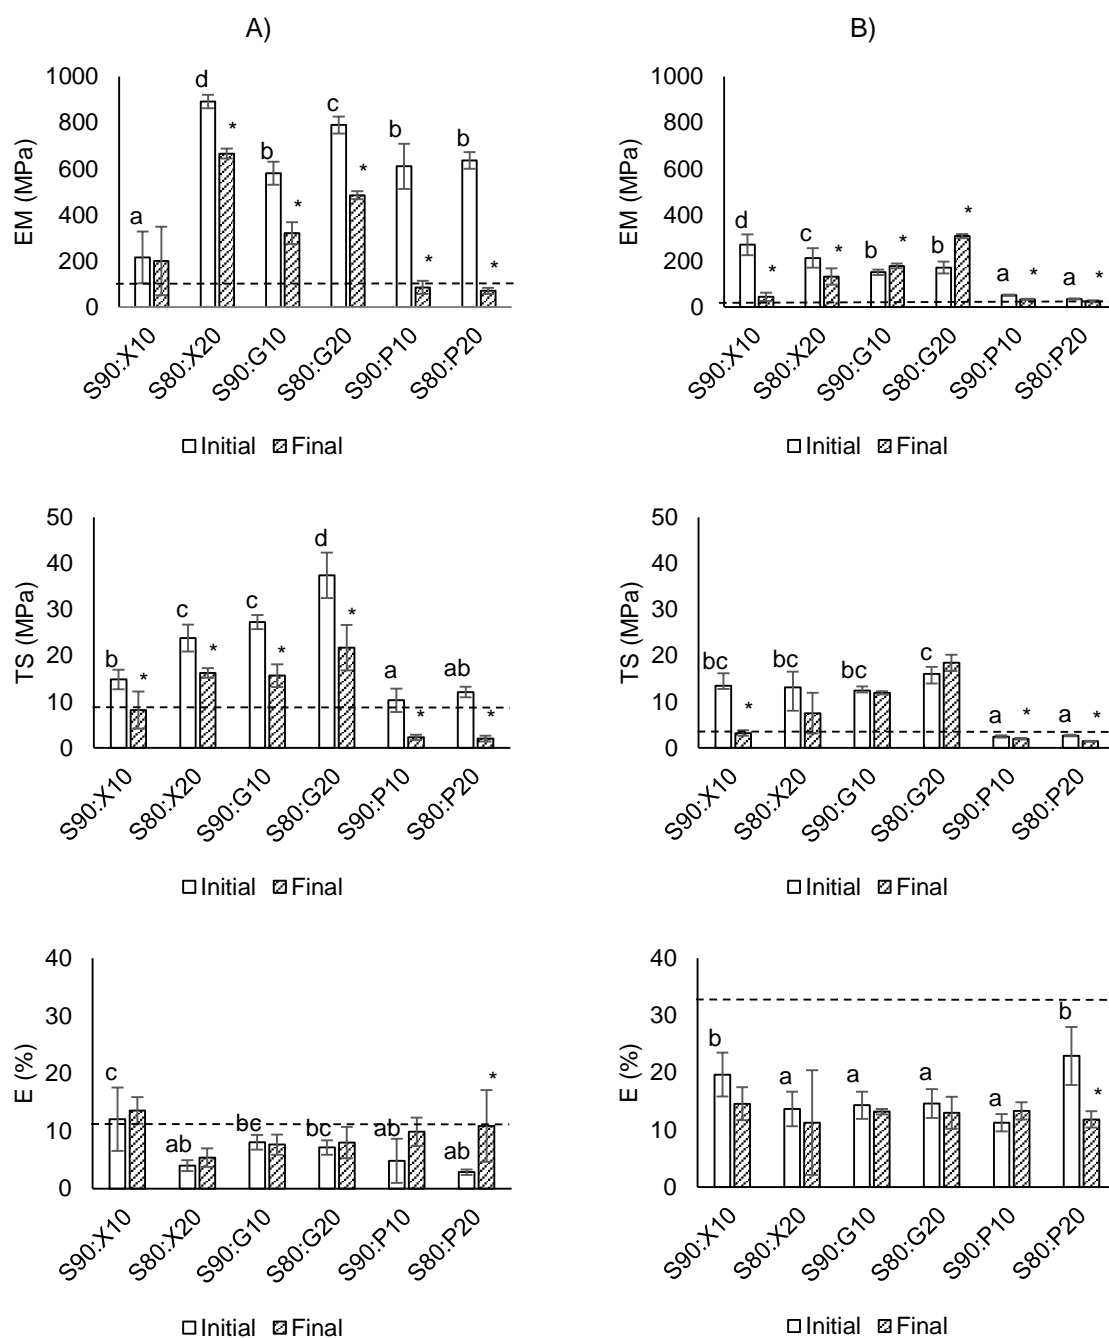 A)
B)
EM (MPa)
1000
800
600
400
200
0
a
d
*
b
*
c
*
b
*
b
*
S90:X10
S80:X20
S90:G10
S80:G20
S90:P10
S80:P20
Initial Final
EM (MPa)
1000
800
600
400
200
0
d
*
c
*
b
*
b
*
a
*
a
*
S90:X10
S80:X20
S90:G10
S80:G20
S90:P10
S80:P20
Initial Final
TS (MPa)
50
40
30
20
10
0
b
*
c
*
c
*
d
*
a
*
ab
*
S90:X10
S80:X20
S90:G10
S80:G20
S90:P10
S80:P20
Initial Final
TS (MPa)
50
40
30
20
10
0
bc
*
bc
bc
c
a
*
a
*
S90:X10
S80:X20
S90:G10
S80:G20
S90:P10
S80:P20
Initial Final
E (%)
40
30
20
10
0
c
ab
bc
bc
ab
ab
*
S90:X10
S80:X20
S90:G10
S80:G20
S90:P10
S80:P20
Initial Final
E (%)
40
30
20
10
0
b
a
a
a
a
b
*
S90:X10
S80:X20
S90:G10
S80:G20
S90:P10
S80:P20
Initial Final